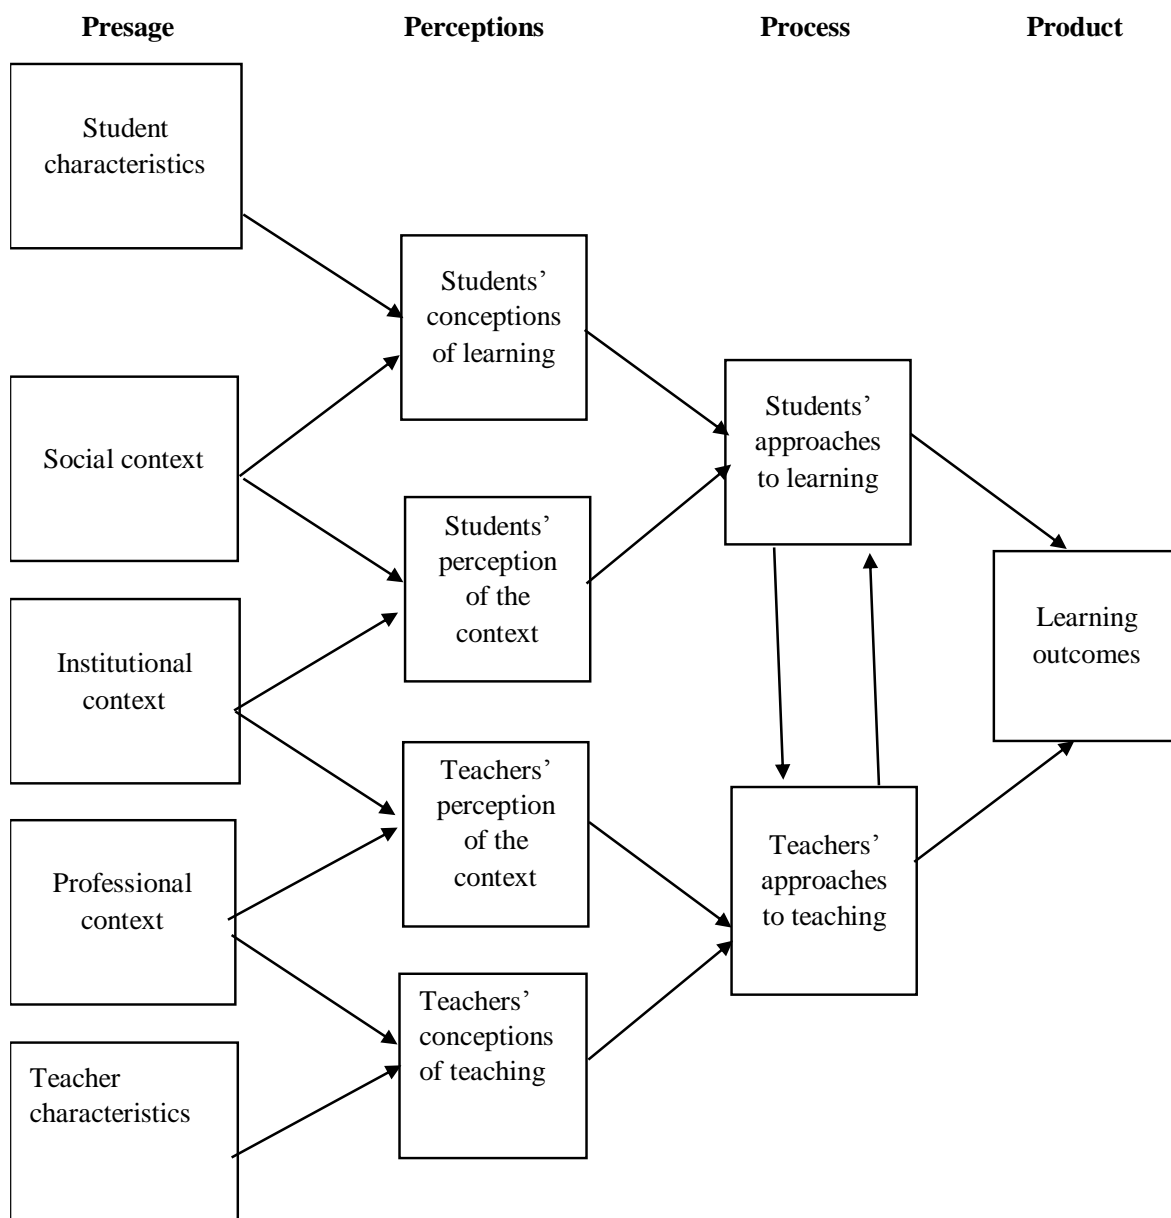 Presage
Perceptions
Process
Product
Student
characteristics
Social context
Institutional
context
Professional
context
Teacher
characteristics
Students’
conceptions
of learning
Students’
perception
of the
context
Teachers’
perception
of the
context
Teachers’
conceptions
of teaching
Students’
approaches
to learning
Teachers’
approaches
to teaching
Learning
outcomes